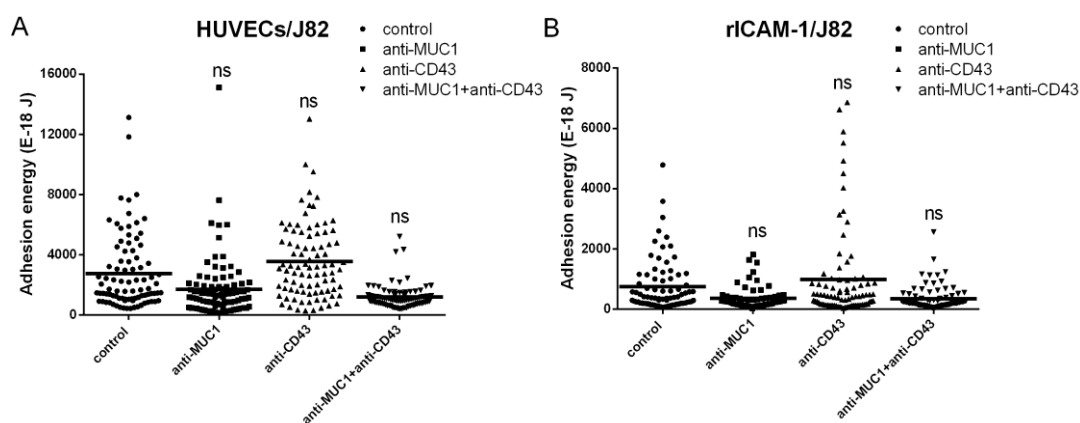 A
HUVECs/J82
control
anti-MUC1
anti-CD43
anti-MUC1+anti-CD43
Adhesion energy (E-18 J)
16000
12000
8000
4000
0
ns
ns
ns
control
anti-MUC1
anti-CD43
anti-MUC1+anti-CD43
B
rICAM-1/J82
control
anti-MUC1
anti-CD43
anti-MUC1+anti-CD43
Adhesion energy (E-18 J)
8000
6000
4000
2000
0
ns
ns
ns
control
anti-MUC1
anti-CD43
anti-MUC1+anti-CD43